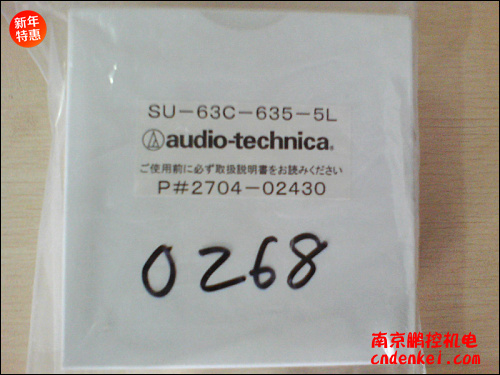 新年
特惠
SU-63C-635-5L
audio-technica®
ご使用前に必ず取扱説明書をお読みください
P#2704-02430
0268
南京鹏控机电
cndenkei.com